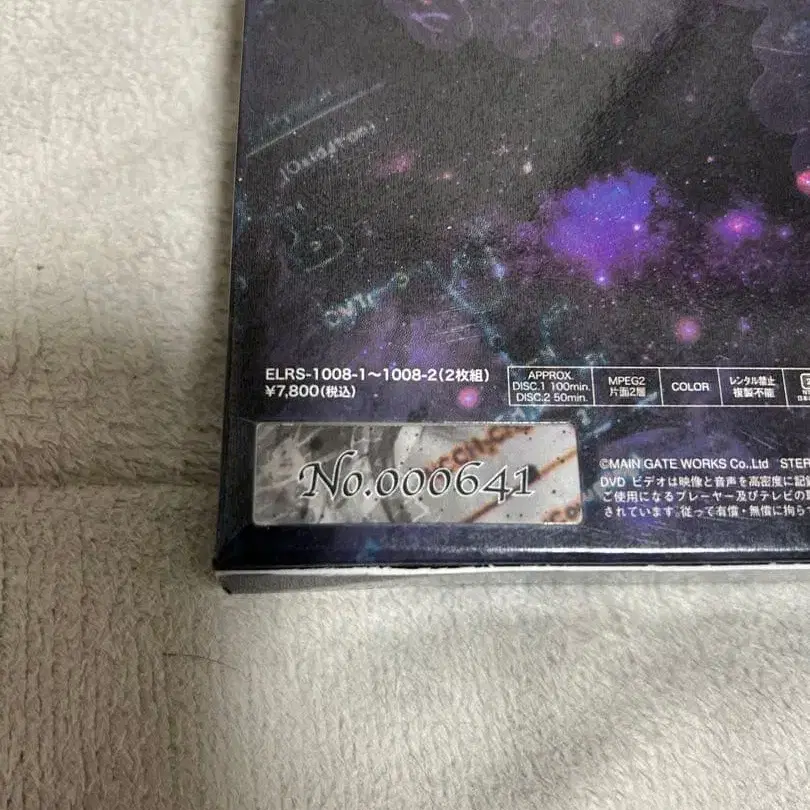 ELRS-1008-1〜1008-2(2枚組)
¥7,800(税込)
APPROX.
DISC.1 100min.
DISC.2 50min.
MPEG2
片面2層
COLOR
レンタル禁止
複製不能
No.000641
©MAIN GATE WORKS Co.,Ltd STER
DVD ビデオは映像と音声を高密度に記
ご使用になるプレーヤー及びテレビの
されています。従って有償・無償に拘ら